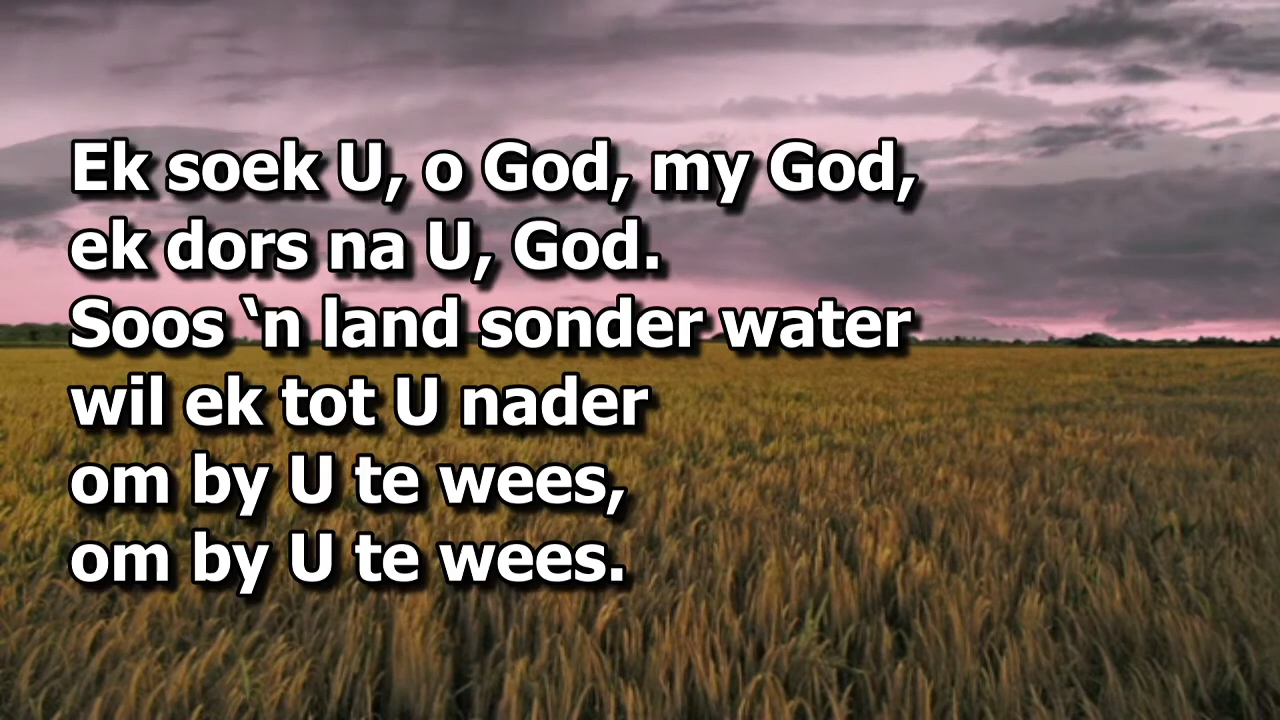 Ek soek U, o God, my God,
ek dors na U, God.
Soos ‘n land sonder water
wil ek tot U nader
om by U te wees,
om by U te wees.